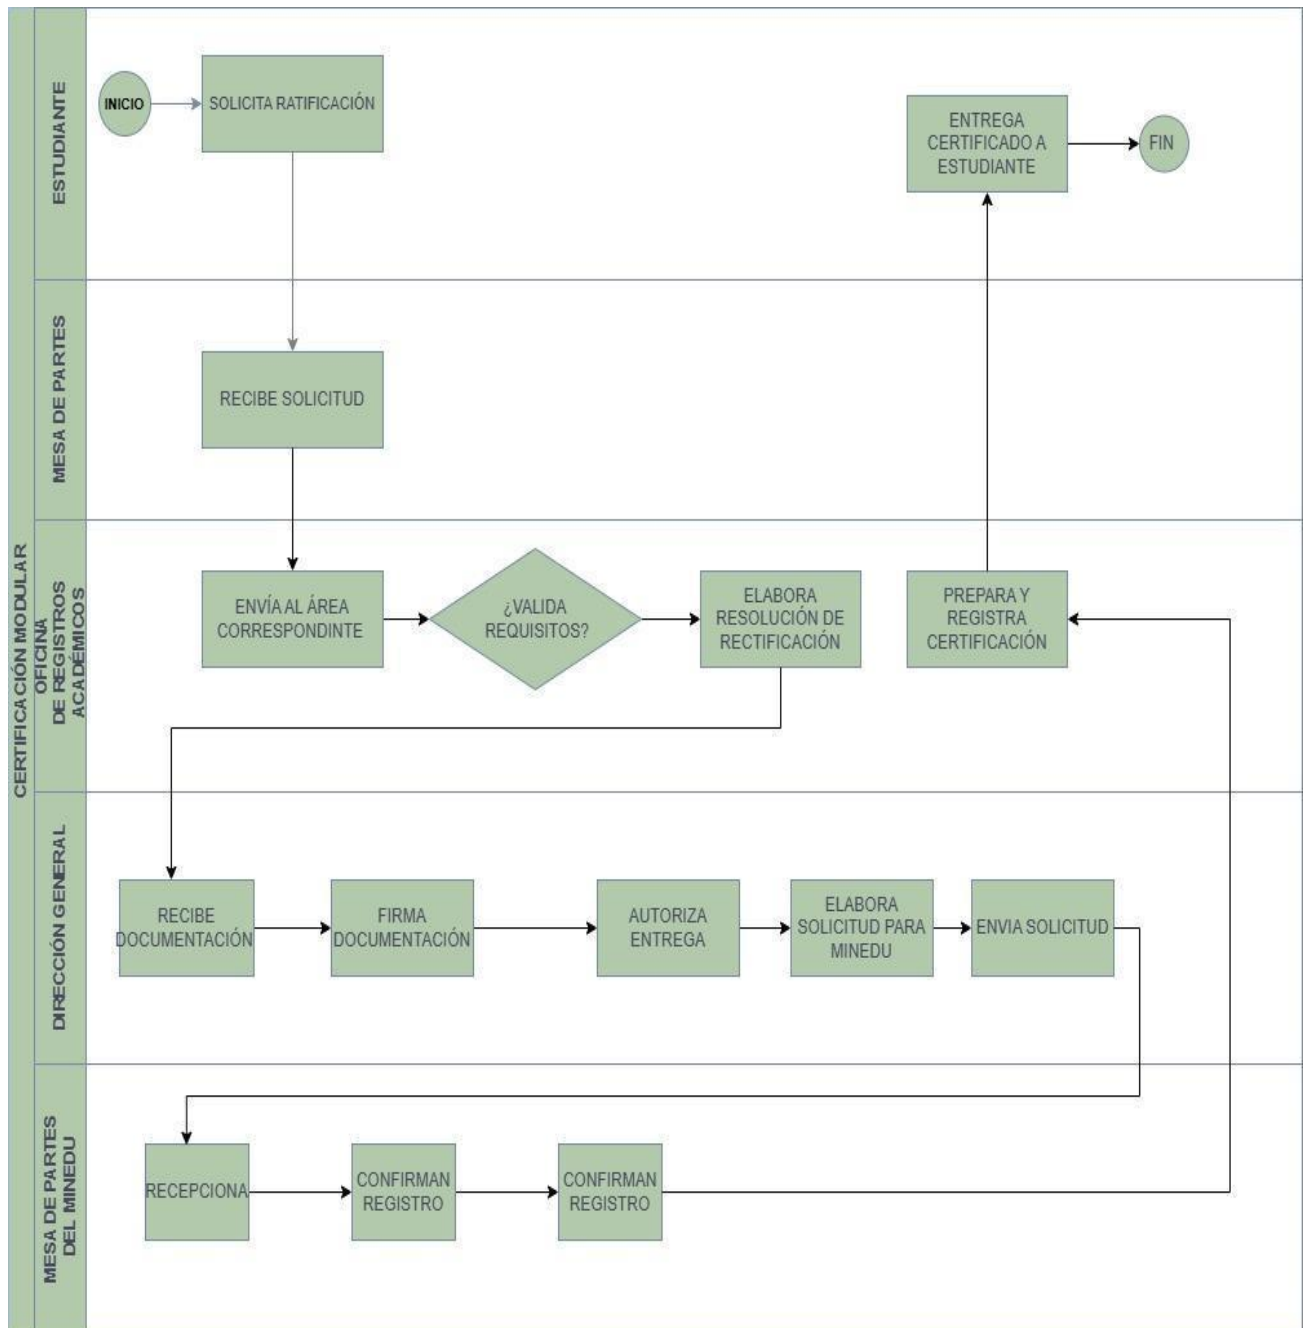 CERTIFICACIÓN MODULAR
ESTUDIANTE
INICIO
SOLICITA RATIFICACIÓN
ENTREGA
CERTIFICADO A
ESTUDIANTE
FIN
MESA DE PARTES
RECIBE SOLICITUD
OFICINA
DE REGISTROS
ACADÉMICOS
ENVÍA AL ÁREA
CORRESPONDINTE
¿VALIDA
REQUISITOS?
ELABORA
RESOLUCIÓN DE
RECTIFICACIÓN
PREPARA Y
REGISTRA
CERTIFICACIÓN
DIRECCIÓN GENERAL
RECIBE
DOCUMENTACIÓN
FIRMA
DOCUMENTACIÓN
AUTORIZA
ENTREGA
ELABORA
SOLICITUD PARA
MINEDU
ENVIA SOLICITUD
MESA DE PARTES
DEL MINEDU
RECEPCIONA
CONFIRMAN
REGISTRO
CONFIRMAN
REGISTRO